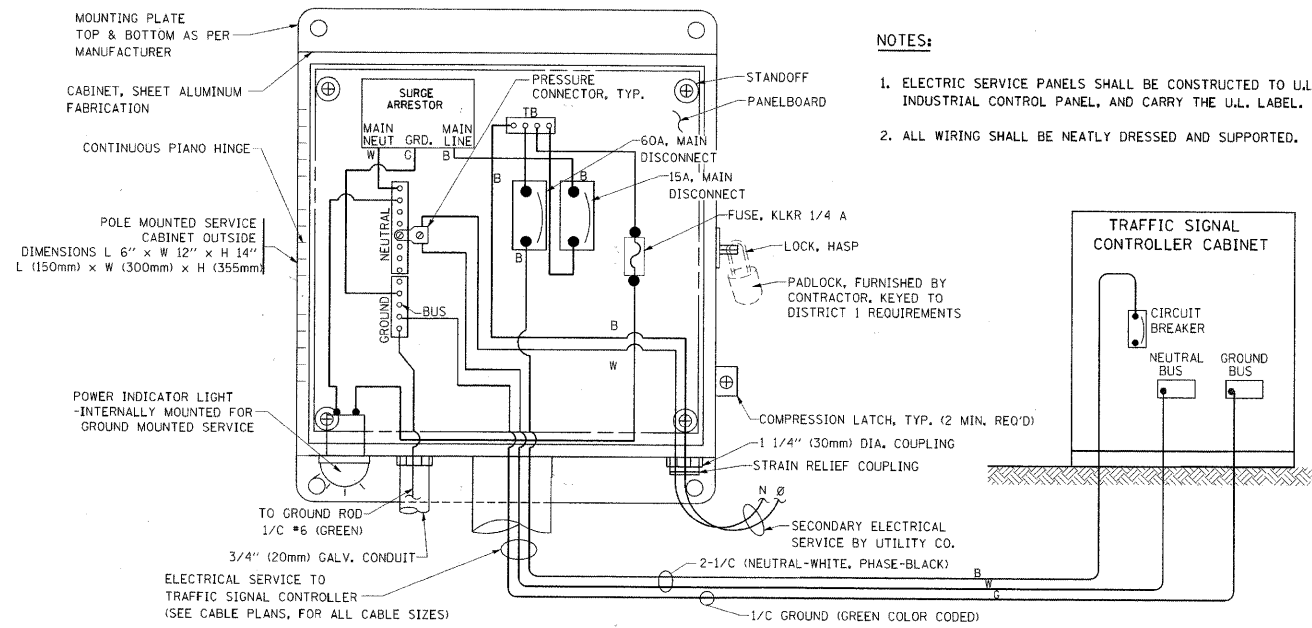 MOUNTING PLATE
TOP & BOTTOM AS PER
MANUFACTURER
CABINET, SHEET ALUMINUM
FABRICATION
CONTINUOUS PIANO HINGE
POLE MOUNTED SERVICE
CABINET OUTSIDE
DIMENSIONS L 6" x W 12" x H 14"
L (150mm) x W (300mm) x H (355mm)
POWER INDICATOR LIGHT
-INTERNALLY MOUNTED FOR
GROUND MOUNTED SERVICE
SURGE
ARRESTOR
MAIN
NEUT
GRD.
MAIN
LINE
W
G
B
PRESSURE
CONNECTOR, TYP.
TB
60A, MAIN
DISCONNECT
15A, MAIN
DISCONNECT
B
B
B
NEUTRAL
GROUND
BUS
FUSE, KLKR 1/4 A
B
W
STANDOFF
PANELBOARD
LOCK, HASP
PADLOCK, FURNISHED BY
CONTRACTOR, KEYED TO
DISTRICT 1 REQUIREMENTS
COMPRESSION LATCH, TYP. (2 MIN. REQ'D)
1 1/4" (30mm) DIA. COUPLING
STRAIN RELIEF COUPLING
N Ø
SECONDARY ELECTRICAL
SERVICE BY UTILITY CO.
TO GROUND ROD
1/C #6 (GREEN)
3/4" (20mm) GALV. CONDUIT
ELECTRICAL SERVICE TO
TRAFFIC SIGNAL CONTROLLER
(SEE CABLE PLANS, FOR ALL CABLE SIZES)
2-1/C (NEUTRAL-WHITE, PHASE-BLACK)
B
W
G
1/C GROUND (GREEN COLOR CODED)
NOTES:
1. ELECTRIC SERVICE PANELS SHALL BE CONSTRUCTED TO U.L
INDUSTRIAL CONTROL PANEL, AND CARRY THE U.L. LABEL.
2. ALL WIRING SHALL BE NEATLY DRESSED AND SUPPORTED.
TRAFFIC SIGNAL
CONTROLLER CABINET
CIRCUIT
BREAKER
NEUTRAL
BUS
GROUND
BUS